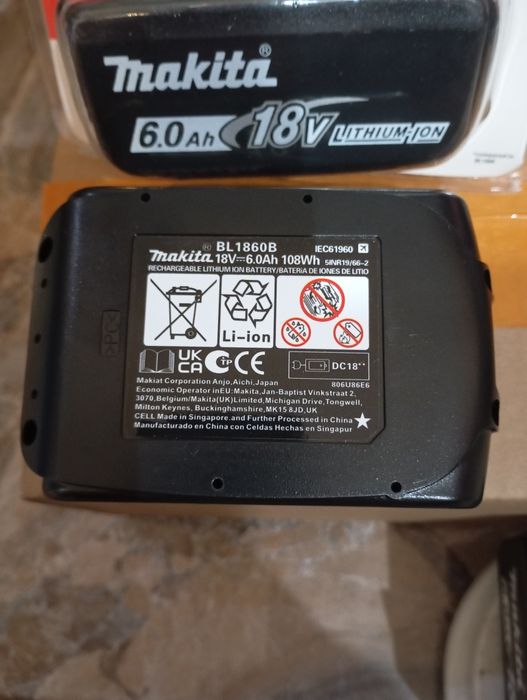 makita®
6.0Ah 18V LITHIUM-ION
® BL1860B IEC61960
makita 18V 6.0Ah 108Wh 5INR19/66-2
RECHARGEABLE LITHIUM ION BATTERY/BATERíA DE IONES DE LITIO
Li-ion
UK CA TP CE DC18**
Makiat Corporation Anjo,Aichi,Japan 806U86E6
Economic Operator in EU: Makita,Jan-Baptist Vinkstraat 2,
3070,Belgium/Makita(UK)Limited,Michigan Drive,Tongwell,
Milton Keynes, Buckinghamshire,MK15 8JD,UK
CELL Made in Singapore and Further Processed in China
Manufacturado en China con Celdas Hechas en Singapur
>PC<